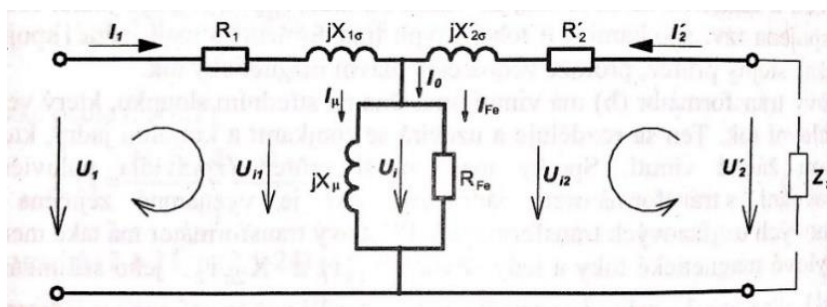 I₁ R₁ jX₁σ jX'₂σ R'₂ I'₂
I₀
Iμ IFe
U₁ Uᵢ₁ jXμ Uᵢ RFe Uᵢ₂ U'₂ Z